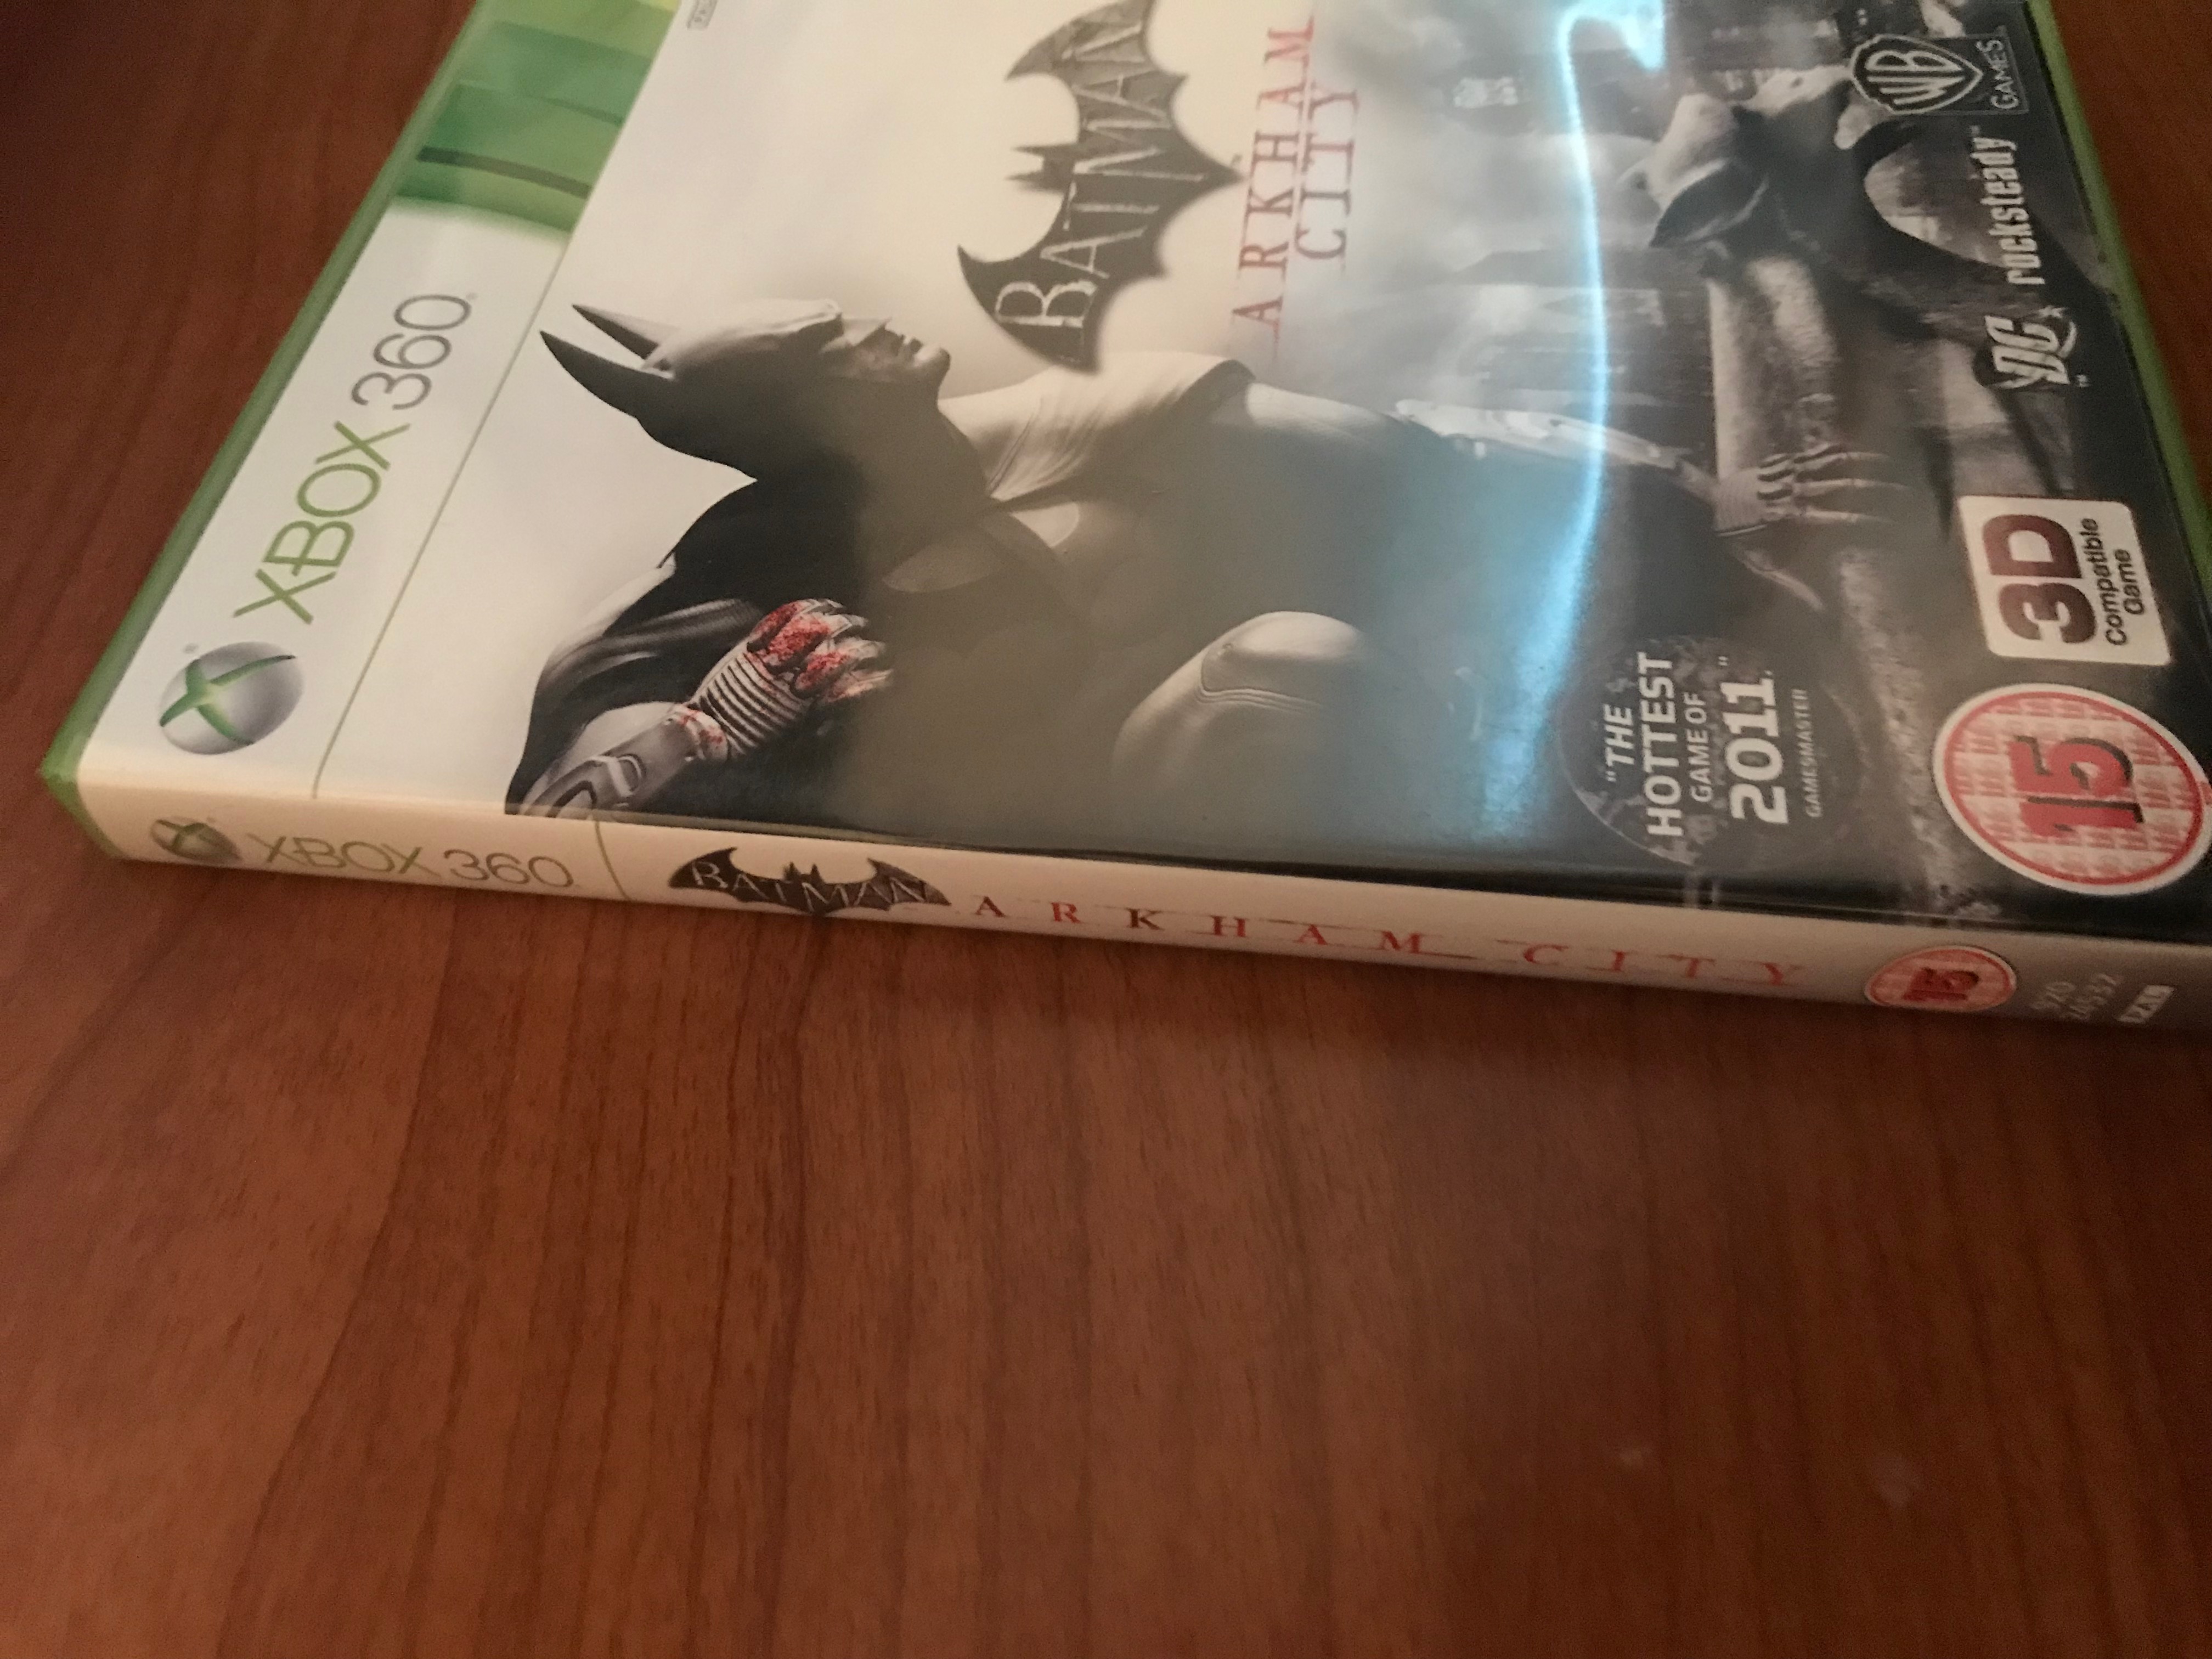 XBOX 360
BATMAN
ARKHAM
CITY
WB
GAMES
rocksteady
DC
3D
Compatible
Game
"THE
HOTTEST
GAME OF
2011."
GAMESMASTER
15
XBOX 360
BATMAN
ARKHAM CITY
15